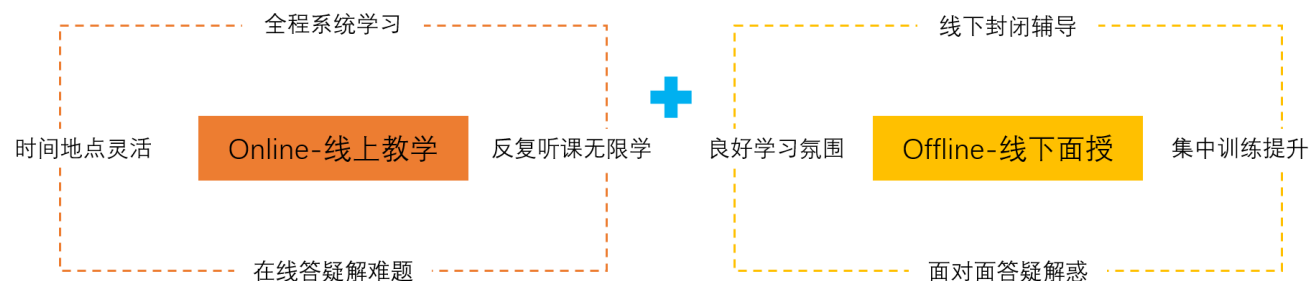 全程系统学习
线下封闭辅导
时间地点灵活
Online-线上教学
反复听课无限学
良好学习氛围
Offline-线下面授
集中训练提升
在线答疑解难题
面对面答疑解惑